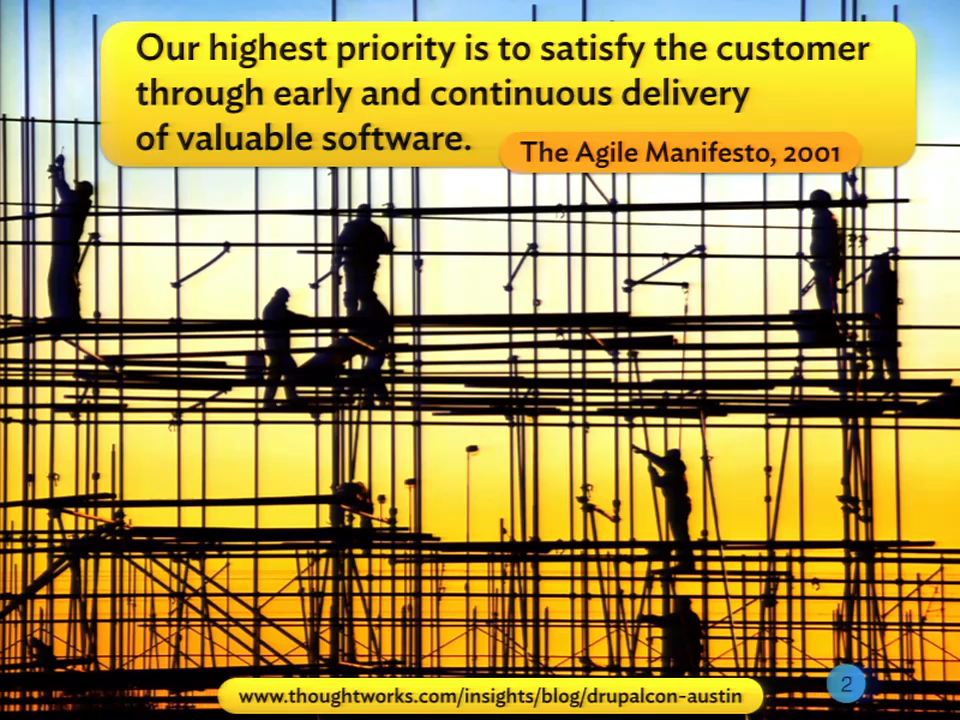 Our highest priority is to satisfy the customer
through early and continuous delivery
of valuable software.
The Agile Manifesto, 2001
www.thoughtworks.com/insights/blog/drupalcon-austin
2